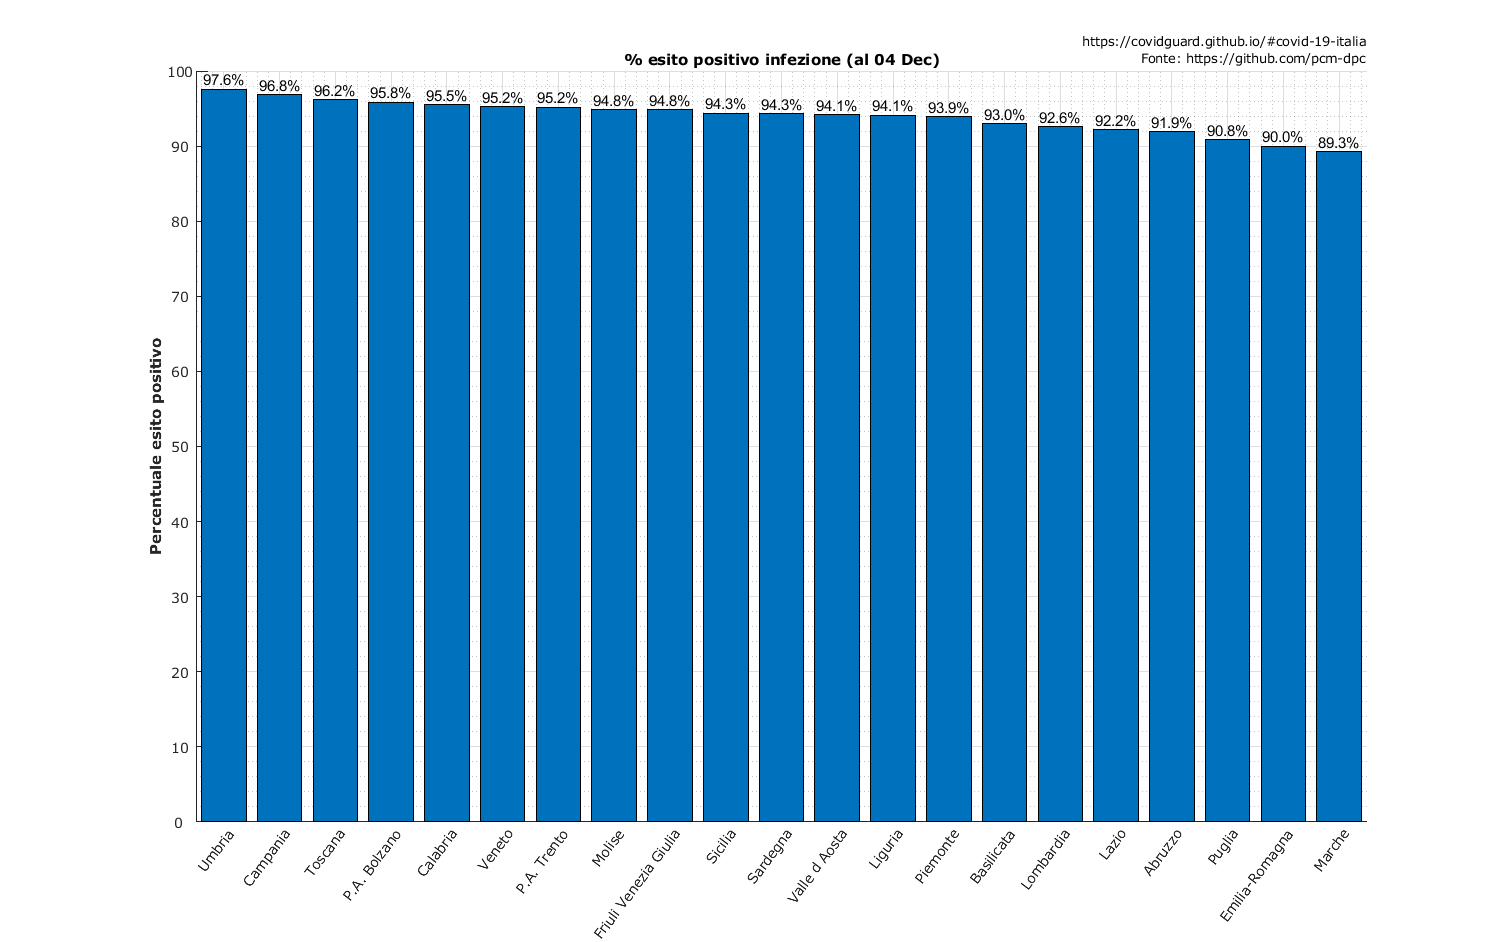 https://covidguard.github.io/#covid-19-italia
% esito positivo infezione (al 04 Dec)
Fonte: https://github.com/pcm-dpc
Percentuale esito positivo
100
90
80
70
60
50
40
30
20
10
0
97.6%
96.8%
96.2%
95.8%
95.5%
95.2%
95.2%
94.8%
94.8%
94.3%
94.3%
94.1%
94.1%
93.9%
93.0%
92.6%
92.2%
91.9%
90.8%
90.0%
89.3%
Umbria
Campania
Toscana
P.A. Bolzano
Calabria
Veneto
P.A. Trento
Molise
Friuli Venezia Giulia
Sicilia
Sardegna
Valle d Aosta
Liguria
Piemonte
Basilicata
Lombardia
Lazio
Abruzzo
Puglia
Emilia-Romagna
Marche